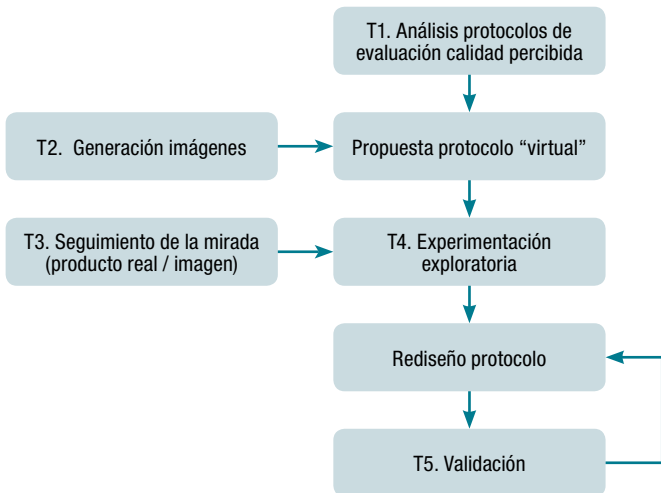 T1. Análisis protocolos de
evaluación calidad percibida
T2. Generación imágenes
Propuesta protocolo “virtual”
T3. Seguimiento de la mirada
(producto real / imagen)
T4. Experimentación
exploratoria
Rediseño protocolo
T5. Validación